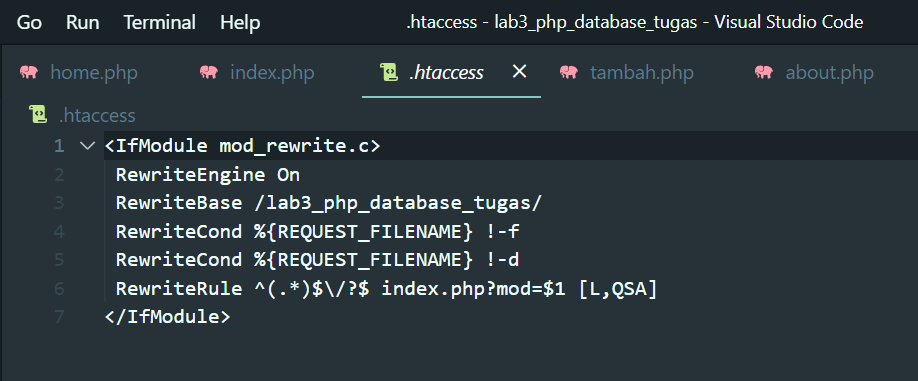 Go Run Terminal Help .htaccess - lab3_php_database_tugas - Visual Studio Code
home.php index.php .htaccess tambah.php about.php
.htaccess
1 <IfModule mod_rewrite.c>
2 RewriteEngine On
3 RewriteBase /lab3_php_database_tugas/
4 RewriteCond %{REQUEST_FILENAME} !-f
5 RewriteCond %{REQUEST_FILENAME} !-d
6 RewriteRule ^(.*)$\/?$ index.php?mod=$1 [L,QSA]
7 </IfModule>